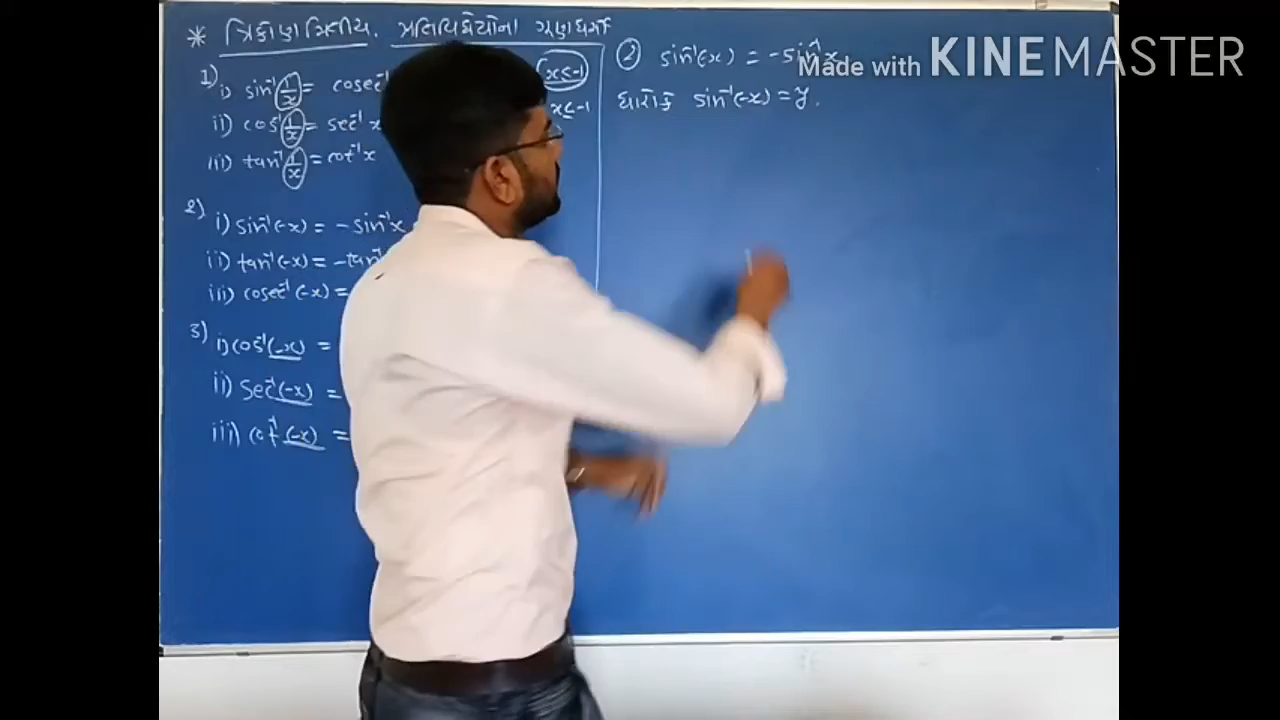 * ત્રિકોણમિતીય પ્રતિવિધેયોના ગુણધર્મો
1) i) sin⁻¹ 1/x = cosec⁻¹
x ≤ -1
ii) cos⁻¹ 1/x = sec⁻¹ x
x ≤ -1
iii) tan⁻¹ 1/x = cot⁻¹ x
2) i) sin⁻¹(-x) = -sin⁻¹x
ii) tan⁻¹(-x) = -tan⁻¹
iii) cosec⁻¹(-x) =
3) i) cos⁻¹(-x) =
ii) sec⁻¹(-x) =
iii) cot⁻¹(-x) =
② sin⁻¹(-x) = -sin⁻¹x
ધારોકે sin⁻¹(-x) = y.
Made with KINEMASTER